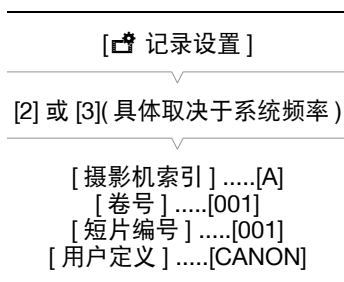 [ 记录设置 ]
[2] 或 [3]( 具体取决于系统频率 )
[ 摄影机索引 ] .....[A]
[ 卷号 ] .....[001]
[ 短片编号 ] .....[001]
[ 用户定义 ] .....[CANON]